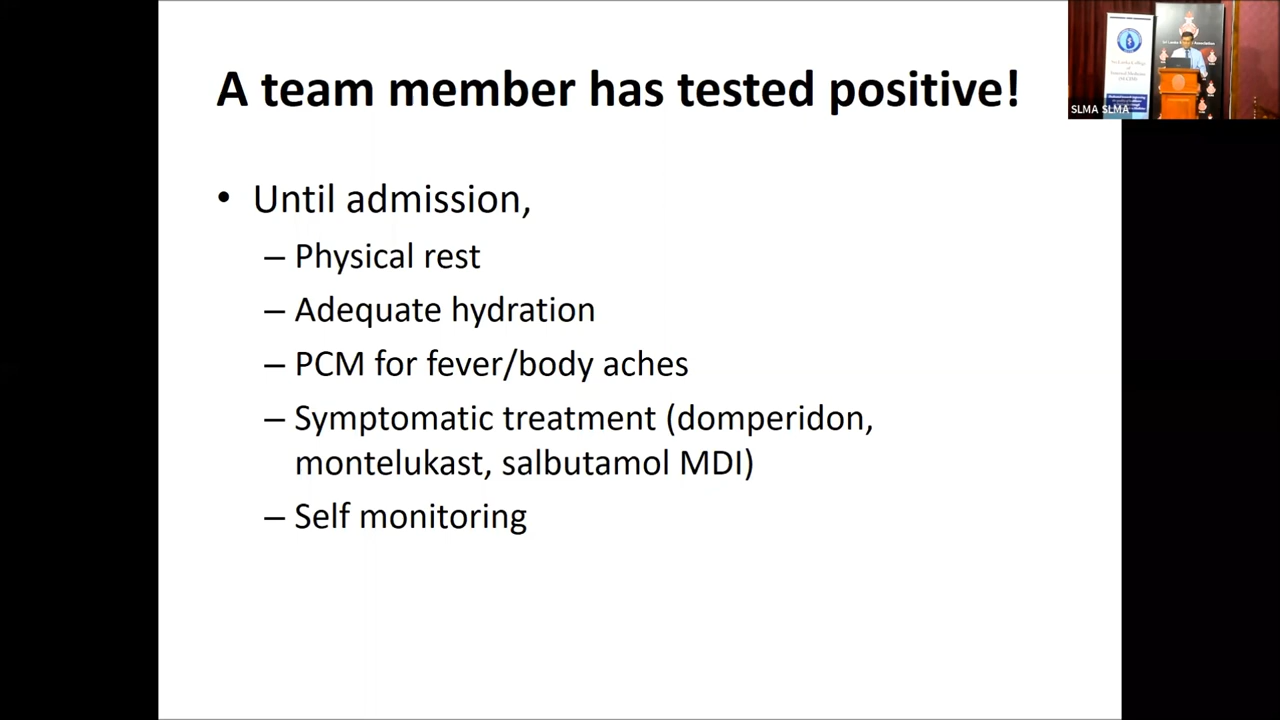 A team member has tested positive!
• Until admission,
– Physical rest
– Adequate hydration
– PCM for fever/body aches
– Symptomatic treatment (domperidon,
montelukast, salbutamol MDI)
– Self monitoring
SLMA SLMA